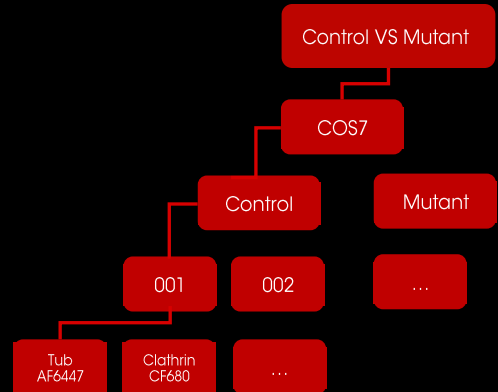 Control VS Mutant
COS7
Control
Mutant
001
002
...
Tub
AF6447
Clathrin
CF680
...